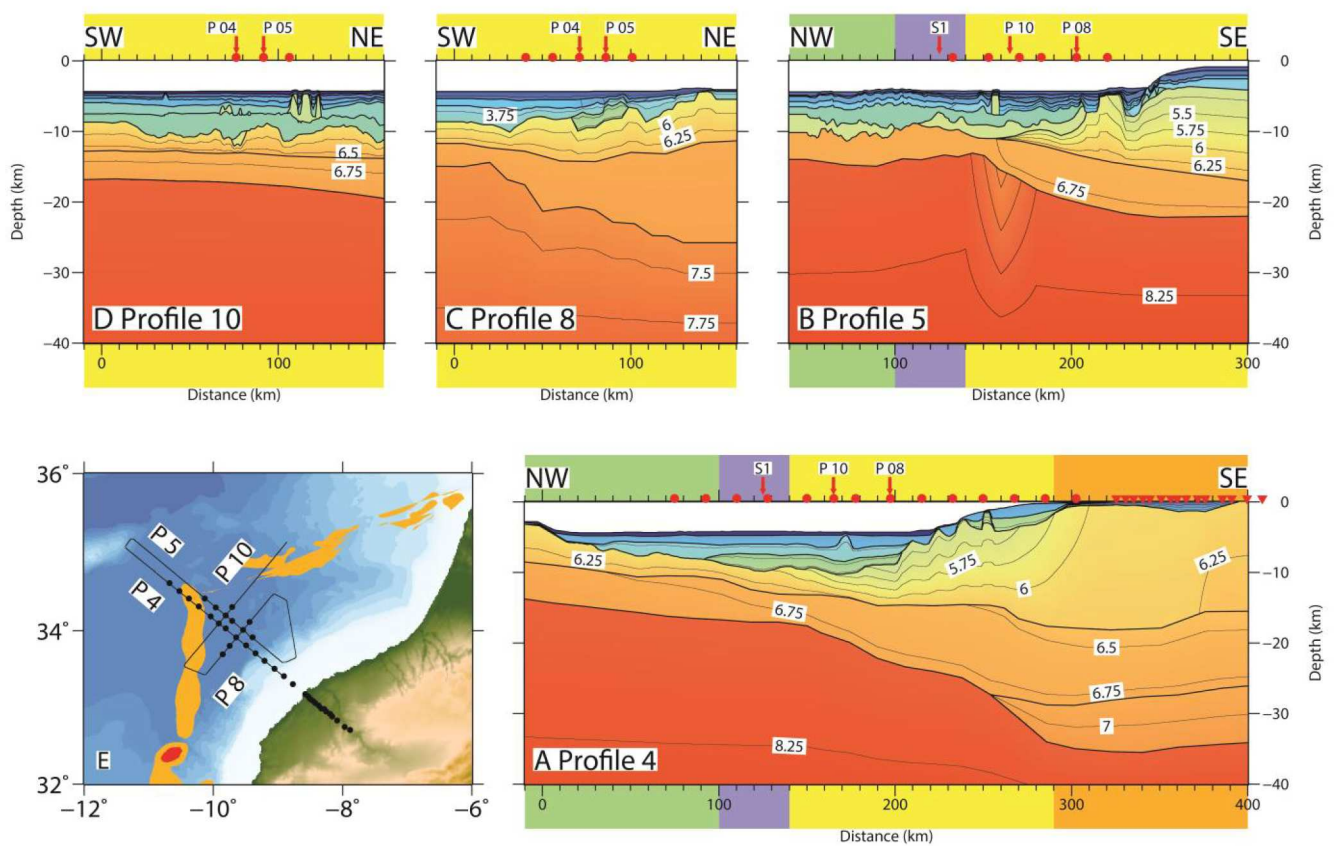 P 04 P 05
SW NE
0
−10
−20
−30
−40
Depth (km)
6.5
6.75
D Profile 10
0 100
Distance (km)
P 04 P 05
SW NE
3.75
6
6.25
7.5
7.75
C Profile 8
0 100
Distance (km)
S1 P 10 P 08
NW SE
0
−10
−20
−30
−40
Depth (km)
5.5
5.75
6
6.25
6.75
8.25
B Profile 5
100 200 300
Distance (km)
36°
34°
32°
−12° −10° −8° −6°
P 5
P 10
P 4
P 8
E
S1 P 10 P 08
NW SE
0
−10
−20
−30
−40
Depth (km)
6.25
5.75
6
6.25
6.75
6.5
6.75
7
8.25
A Profile 4
0 100 200 300 400
Distance (km)